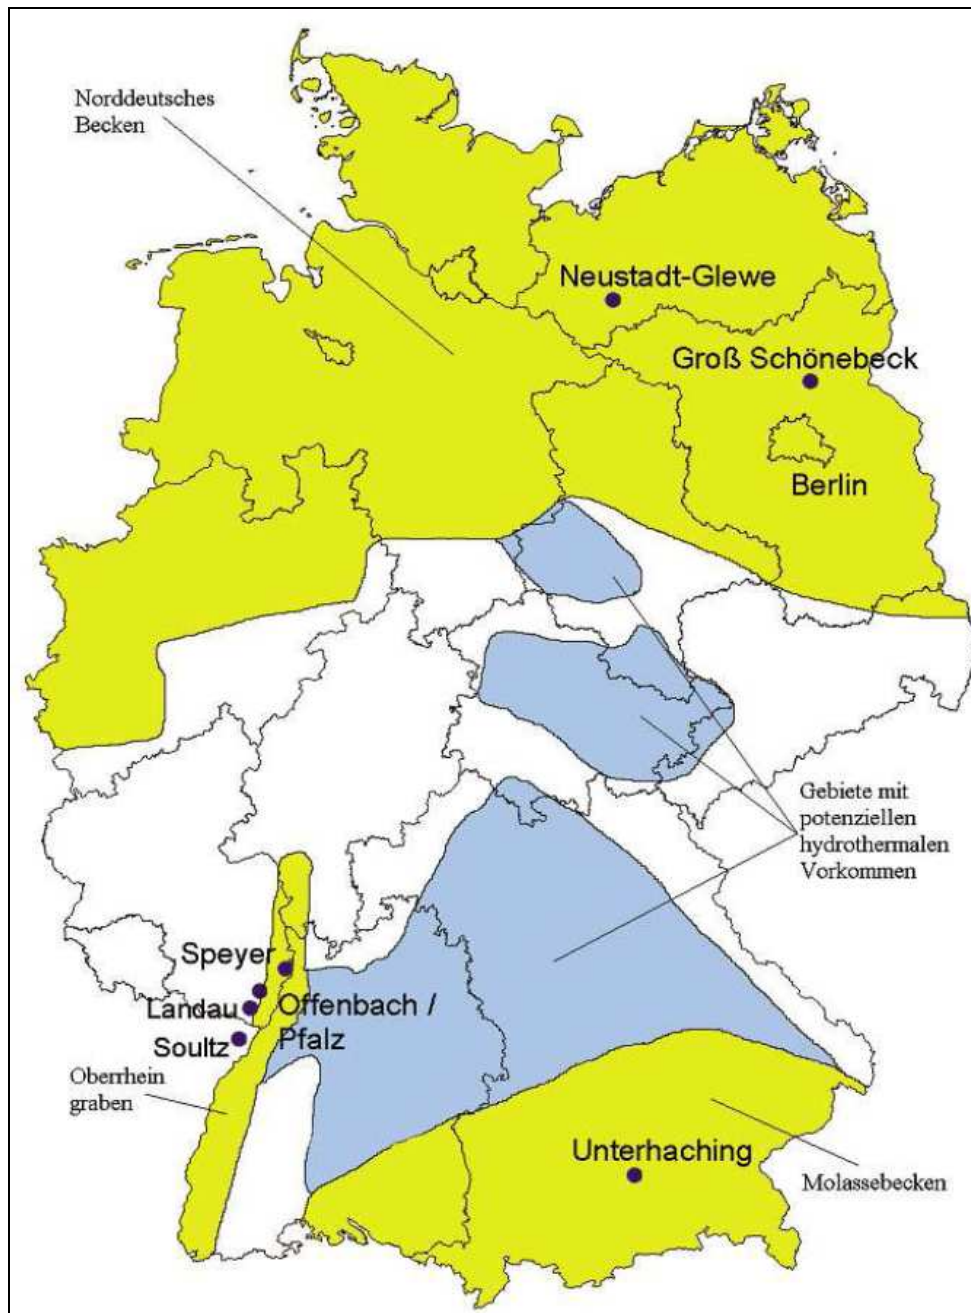 Norddeutsches
Becken
Neustadt-Glewe
Groß Schönebeck
Berlin
Gebiete mit
potenziellen
hydrothermalen
Vorkommen
Speyer
Landau
Offenbach /
Pfalz
Soultz
Oberrhein
graben
Unterhaching
Molassebecken